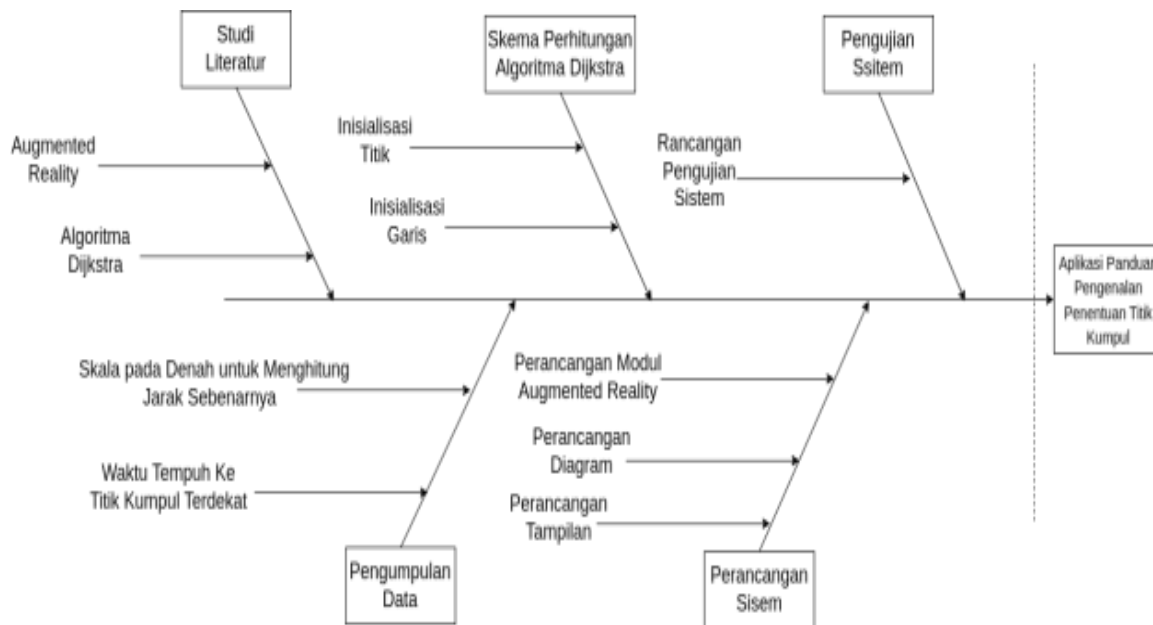 Studi
Literatur
Skema Perhitungan
Algoritma Dijkstra
Pengujian
Ssitem
Augmented
Reality
Algoritma
Dijkstra
Inisialisasi
Titik
Inisialisasi
Garis
Rancangan
Pengujian
Sistem
Aplikasi Panduan
Pengenalan
Penentuan Titik
Kumpul
Skala pada Denah untuk Menghitung
Jarak Sebenarnya
Waktu Tempuh Ke
Titik Kumpul Terdekat
Perancangan Modul
Augmented Reality
Perancangan
Diagram
Perancangan
Tampilan
Pengumpulan
Data
Perancangan
Sisem